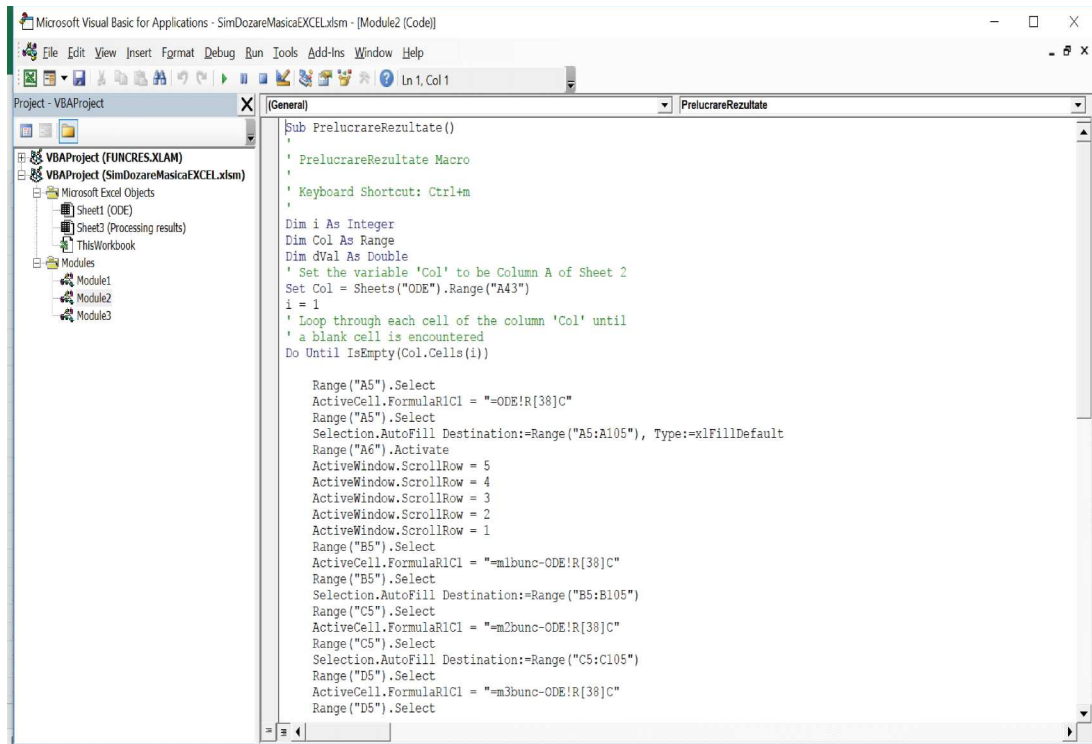 Microsoft Visual Basic for Applications - SimDozareMasicaEXCEL.xlsm - [Module2 (Code)]
File Edit View Insert Format Debug Run Tools Add-Ins Window Help
Ln 1, Col 1
Project - VBAProject
(General)
PrelucrareRezultate
VBAProject (FUNCRES.XLAM)
VBAProject (SimDozareMasicaEXCEL.xlsm)
Microsoft Excel Objects
Sheet1 (ODE)
Sheet3 (Processing results)
ThisWorkbook
Modules
Module1
Module2
Module3
Sub PrelucrareRezultate()
'
' PrelucrareRezultate Macro
'
' Keyboard Shortcut: Ctrl+m
'
Dim i As Integer
Dim Col As Range
Dim dVal As Double
' Set the variable 'Col' to be Column A of Sheet 2
Set Col = Sheets("ODE").Range("A43")
i = 1
' Loop through each cell of the column 'Col' until
' a blank cell is encountered
Do Until IsEmpty(Col.Cells(i))
Range("A5").Select
ActiveCell.FormulaR1C1 = "=ODE!R[38]C"
Range("A5").Select
Selection.AutoFill Destination:=Range("A5:A105"), Type:=xlFillDefault
Range("A6").Activate
ActiveWindow.ScrollRow = 5
ActiveWindow.ScrollRow = 4
ActiveWindow.ScrollRow = 3
ActiveWindow.ScrollRow = 2
ActiveWindow.ScrollRow = 1
Range("B5").Select
ActiveCell.FormulaR1C1 = "=m1bunc-ODE!R[38]C"
Range("B5").Select
Selection.AutoFill Destination:=Range("B5:B105")
Range("C5").Select
ActiveCell.FormulaR1C1 = "=m2bunc-ODE!R[38]C"
Range("C5").Select
Selection.AutoFill Destination:=Range("C5:C105")
Range("D5").Select
ActiveCell.FormulaR1C1 = "=m3bunc-ODE!R[38]C"
Range("D5").Select